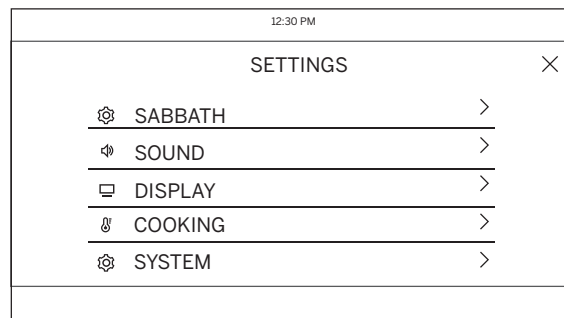 12:30 PM
SETTINGS
SABBATH
SOUND
DISPLAY
COOKING
SYSTEM